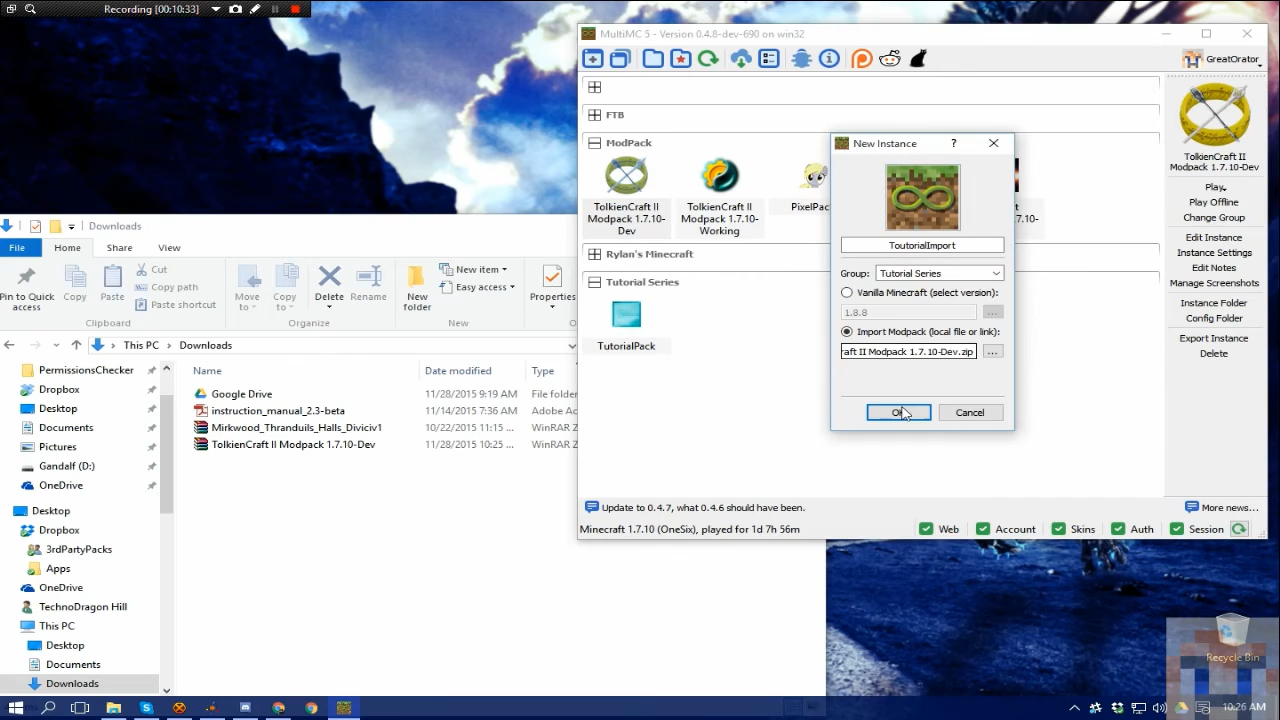 Recording [00:10:33]
MultiMC 5 - Version 0.4.8-dev-690 on win32
GreatOrator
FTB
ModPack
TolkienCraft II
Modpack 1.7.10-
Dev
TolkienCraft II
Modpack 1.7.10-
Working
PixelPac
Rylan's Minecraft
Tutorial Series
TutorialPack
New Instance
?
ToutorialImport
Group:
Tutorial Series
Vanilla Minecraft (select version):
1.8.8
...
Import Modpack (local file or link):
raft II Modpack 1.7.10-Dev.zip
...
Cancel
TolkienCraft II
Modpack 1.7.10-Dev
Play
Play Offline
Change Group
Edit Instance
Instance Settings
Edit Notes
Manage Screenshots
Instance Folder
Config Folder
Export Instance
Delete
Update to 0.4.7, what 0.4.6 should have been.
More news...
Minecraft 1.7.10 (OneSix), played for 1d 7h 56m
Web
Account
Skins
Auth
Session
Downloads
File
Home
Share
View
Pin to Quick
access
Copy
Paste
Cut
Copy path
Paste shortcut
Clipboard
Move
to
Copy
to
Delete
Rename
Organize
New
folder
New item
Easy access
New
Properties
This PC
Downloads
Name
Date modified
Type
Google Drive
11/28/2015 9:19 AM
File folder
instruction_manual_2.3-beta
11/14/2015 7:36 AM
Adobe Ac
Mirkwood_Thranduils_Halls_Diviciv1
10/22/2015 11:15 ...
WinRAR Z
TolkienCraft II Modpack 1.7.10-Dev
11/28/2015 10:25 ...
WinRAR Z
PermissionsChecker
Dropbox
Desktop
Documents
Pictures
Gandalf (D:)
OneDrive
Desktop
Dropbox
3rdPartyPacks
Apps
OneDrive
TechnoDragon Hill
This PC
Desktop
Documents
Downloads
Recycle Bin
10:26 AM